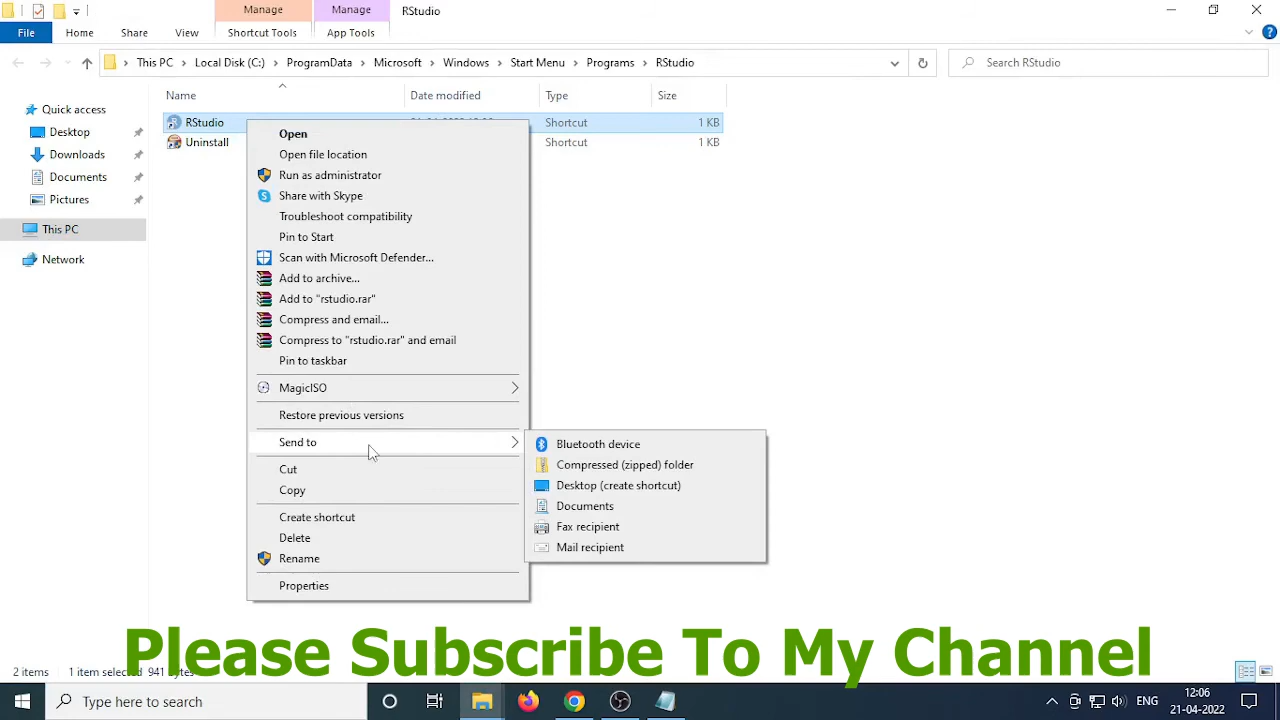 Manage
Manage
RStudio
File
Home
Share
View
Shortcut Tools
App Tools
This PC
Local Disk (C:)
ProgramData
Microsoft
Windows
Start Menu
Programs
RStudio
Search RStudio
Name
Date modified
Type
Size
Quick access
Desktop
Downloads
Documents
Pictures
This PC
Network
RStudio
Shortcut
1 KB
Uninstall
Shortcut
1 KB
Open
Open file location
Run as administrator
Share with Skype
Troubleshoot compatibility
Pin to Start
Scan with Microsoft Defender...
Add to archive...
Add to "rstudio.rar"
Compress and email...
Compress to "rstudio.rar" and email
Pin to taskbar
MagicISO
Restore previous versions
Send to
Cut
Copy
Create shortcut
Delete
Rename
Properties
Bluetooth device
Compressed (zipped) folder
Desktop (create shortcut)
Documents
Fax recipient
Mail recipient
Please Subscribe To My Channel
2 items
1 item selected 941 bytes
Type here to search
ENG
12:06
21-04-2022